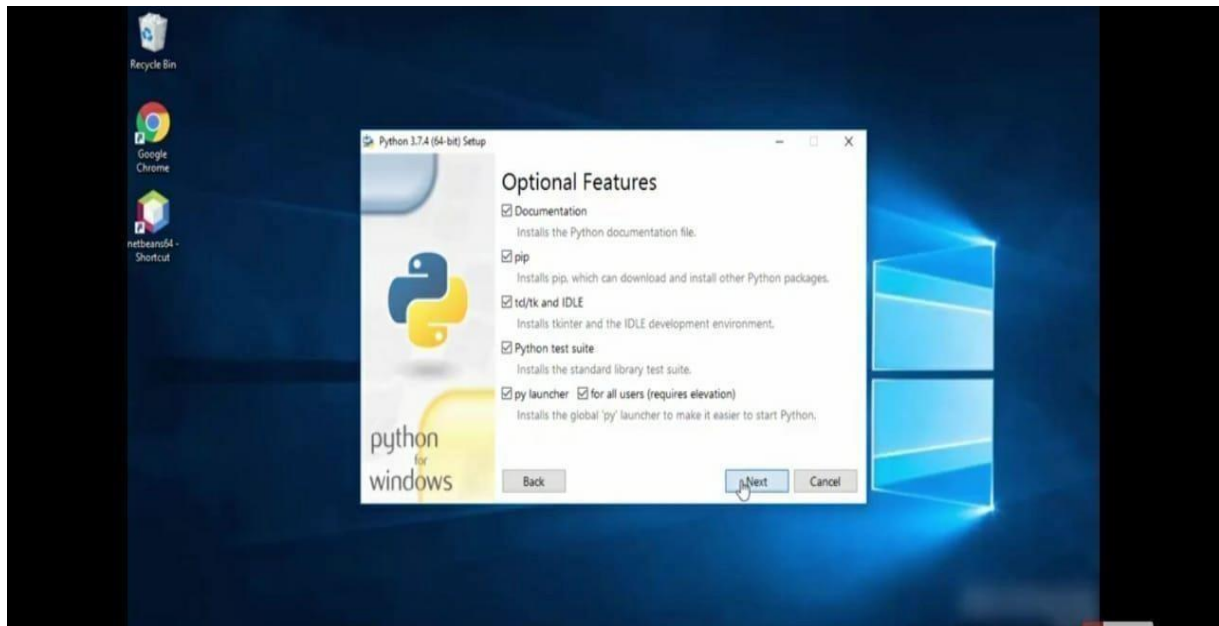 Recycle Bin
Google
Chrome
netbeans64 -
Shortcut
Python 3.7.4 (64-bit) Setup
Optional Features
Documentation
Installs the Python documentation file.
pip
Installs pip, which can download and install other Python packages.
tcl/tk and IDLE
Installs tkinter and the IDLE development environment.
Python test suite
Installs the standard library test suite.
py launcher for all users (requires elevation)
Installs the global 'py' launcher to make it easier to start Python.
python
for
windows
Back Next Cancel